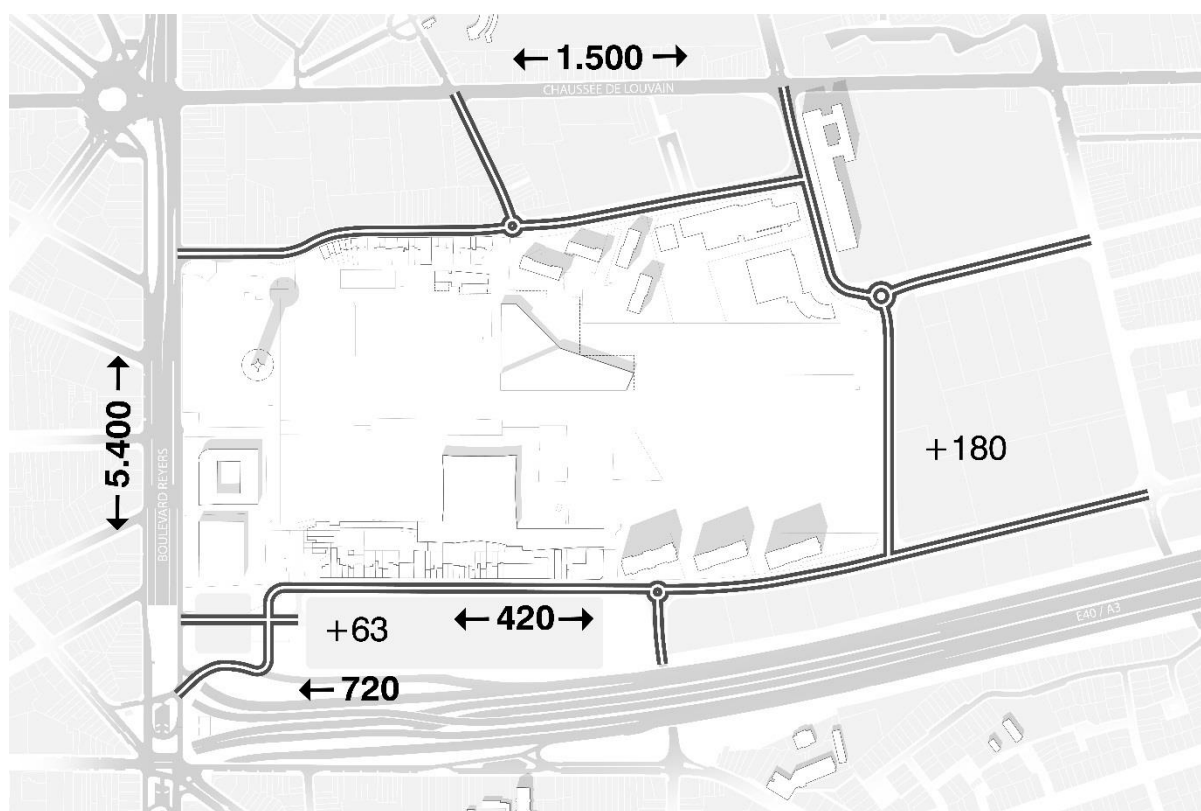 ← 1.500 →
CHAUSSEE DE LOUVAIN
← 5.400 →
BOULEVARD REYERS
+180
E40 / A3
← 420 →
+63
← 720